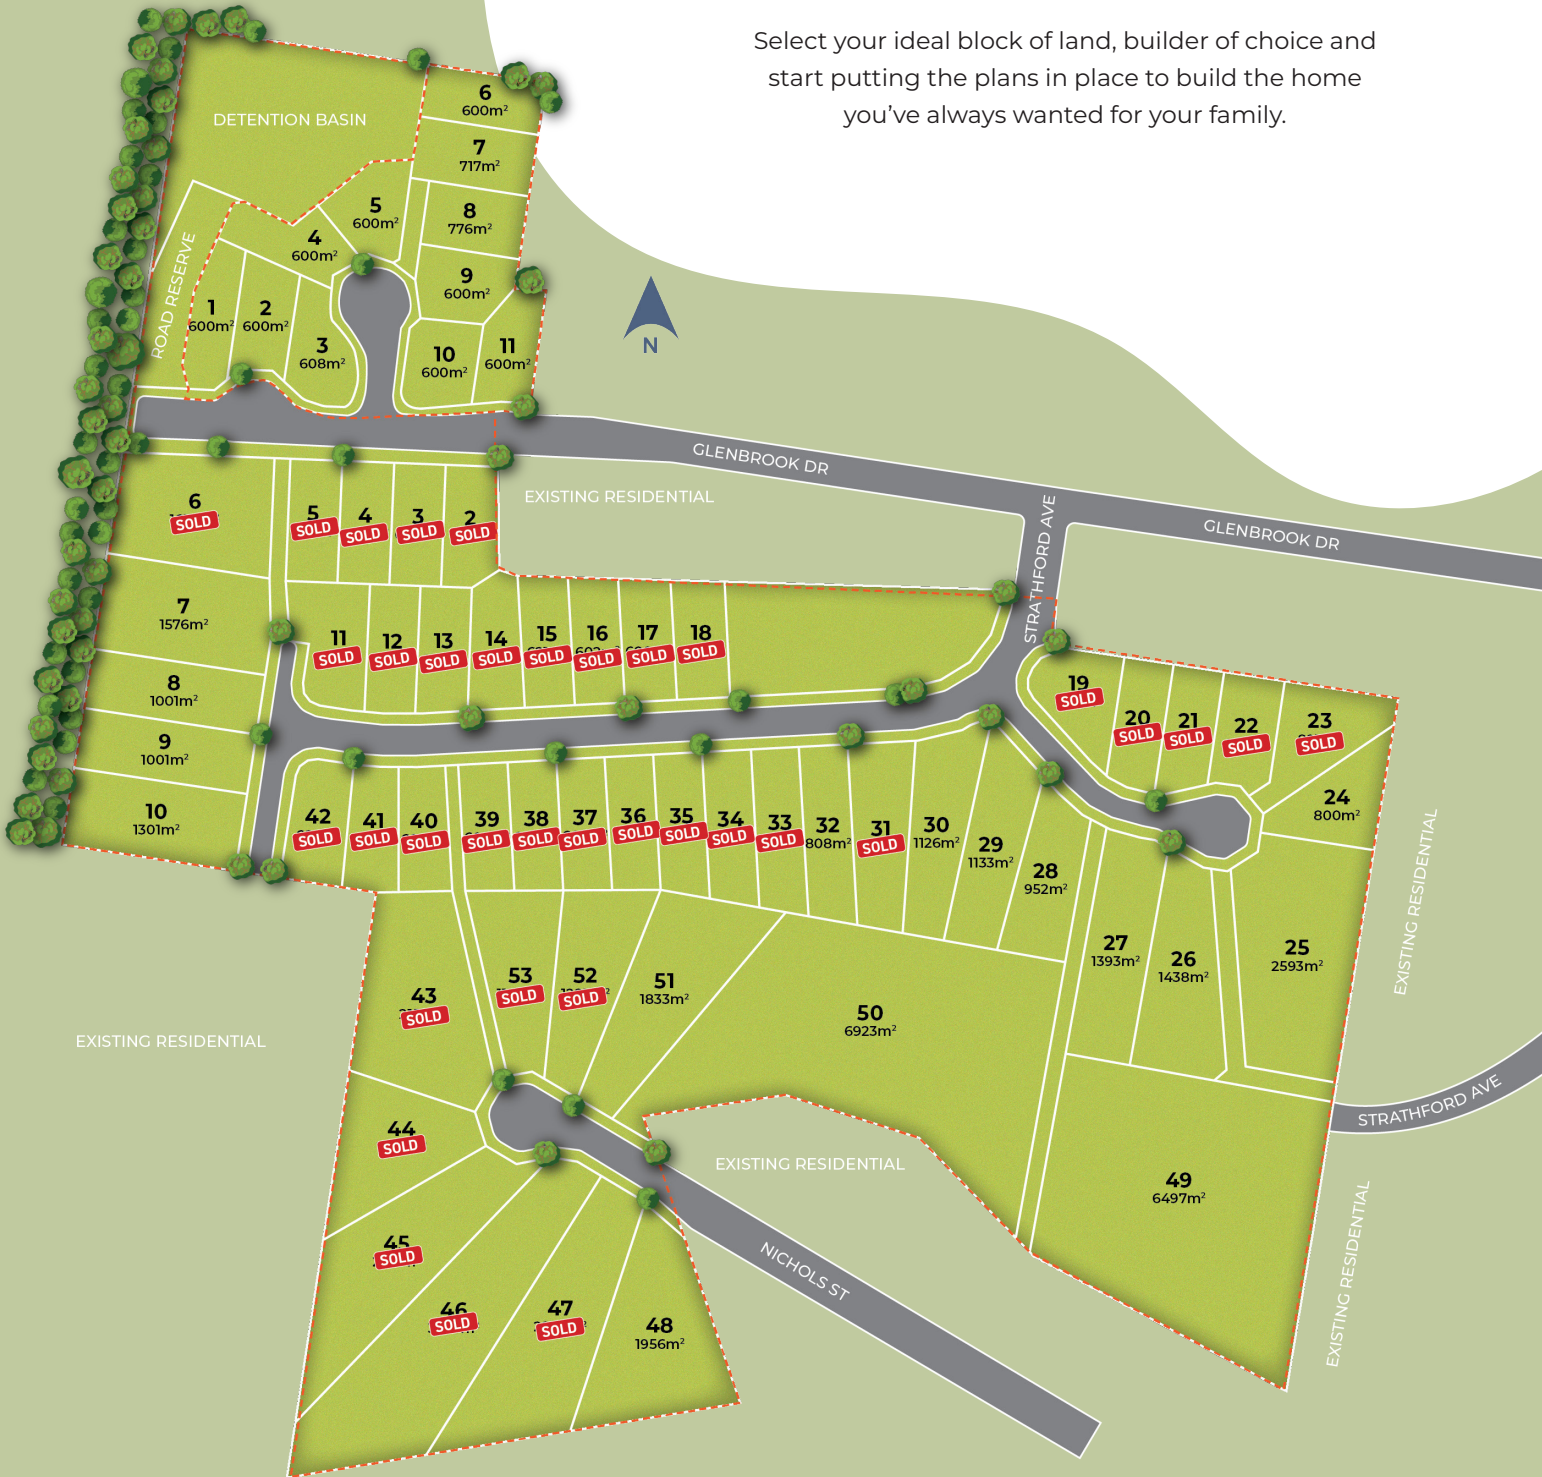 Select your ideal block of land, builder of choice and
start putting the plans in place to build the home
you've always wanted for your family.
DETENTION BASIN
6
600m²
7
717m²
5
600m²
8
776m²
4
600m²
9
600m²
ROAD RESERVE
1
600m²
2
600m²
3
608m²
10
600m²
11
600m²
N
GLENBROOK DR
EXISTING RESIDENTIAL
STRATHFORD AVE
GLENBROOK DR
6
SOLD
5
SOLD
4
SOLD
3
SOLD
2
SOLD
7
1576m²
11
SOLD
12
SOLD
13
SOLD
14
SOLD
15
SOLD
16
SOLD
17
SOLD
18
SOLD
8
1001m²
9
1001m²
10
1301m²
19
SOLD
20
SOLD
21
SOLD
22
SOLD
23
SOLD
24
800m²
42
SOLD
41
SOLD
40
SOLD
39
SOLD
38
SOLD
37
SOLD
36
SOLD
35
SOLD
34
SOLD
33
SOLD
32
808m²
31
SOLD
30
1126m²
29
1133m²
28
952m²
27
1393m²
26
1438m²
25
2593m²
EXISTING RESIDENTIAL
43
SOLD
53
SOLD
52
SOLD
51
1833m²
50
6923m²
EXISTING RESIDENTIAL
44
SOLD
EXISTING RESIDENTIAL
STRATHFORD AVE
49
6497m²
45
SOLD
46
SOLD
47
SOLD
48
1956m²
NICHOLS ST
EXISTING RESIDENTIAL